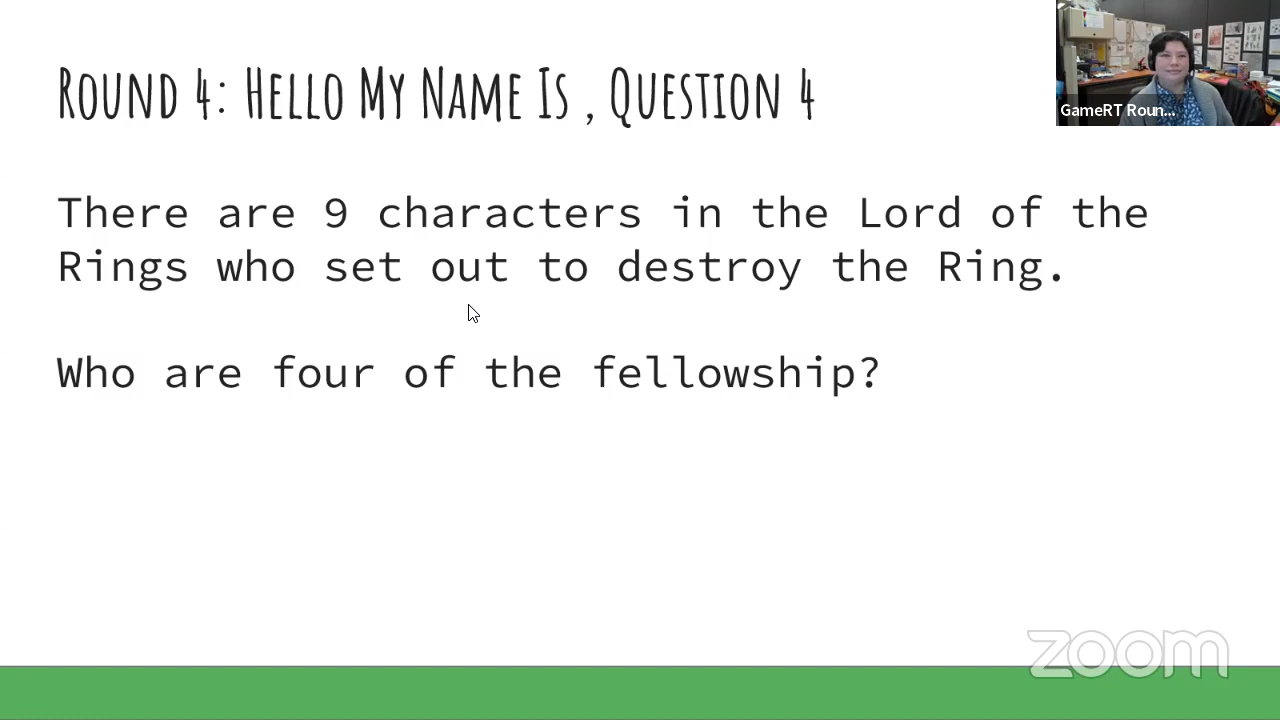 Round 4: Hello My Name Is , Question 4
GameRT Roun...
There are 9 characters in the Lord of the
Rings who set out to destroy the Ring.
Who are four of the fellowship?
zoom